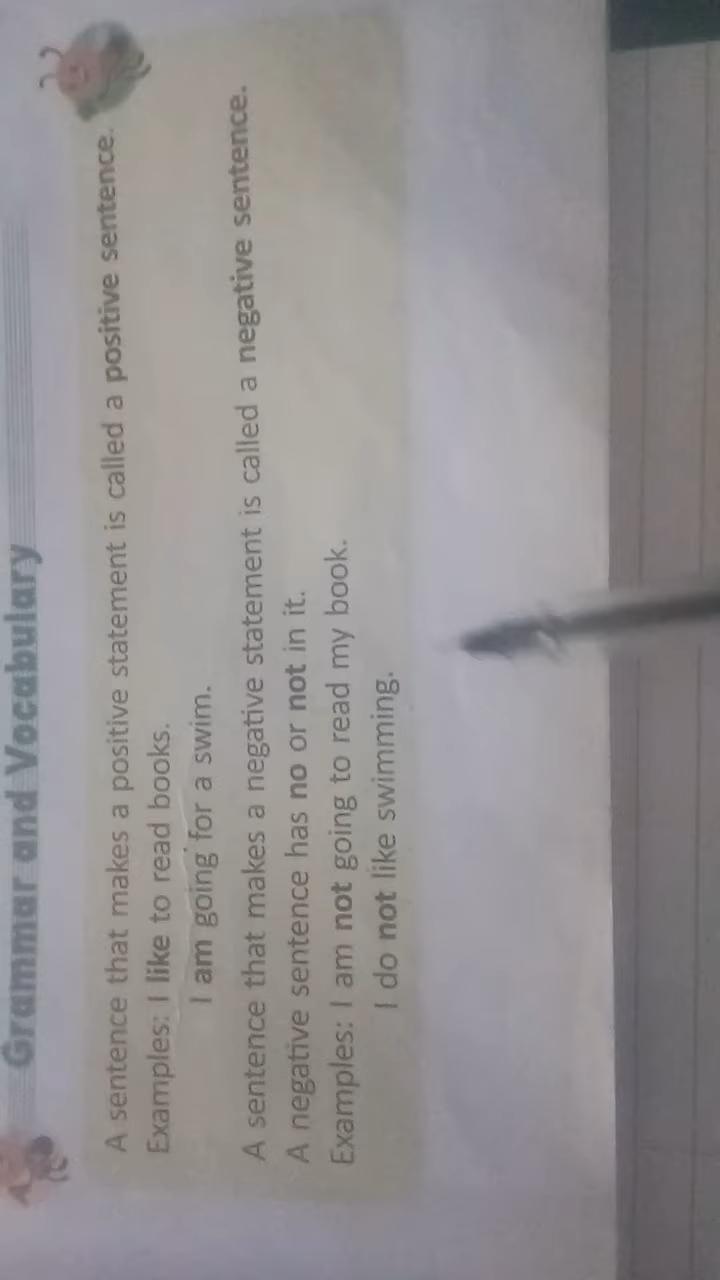 Grammar and Vocabulary
A sentence that makes a positive statement is called a positive sentence.
Examples: I like to read books.
I am going for a swim.
A sentence that makes a negative statement is called a negative sentence.
A negative sentence has no or not in it.
Examples: I am not going to read my book.
I do not like swimming.